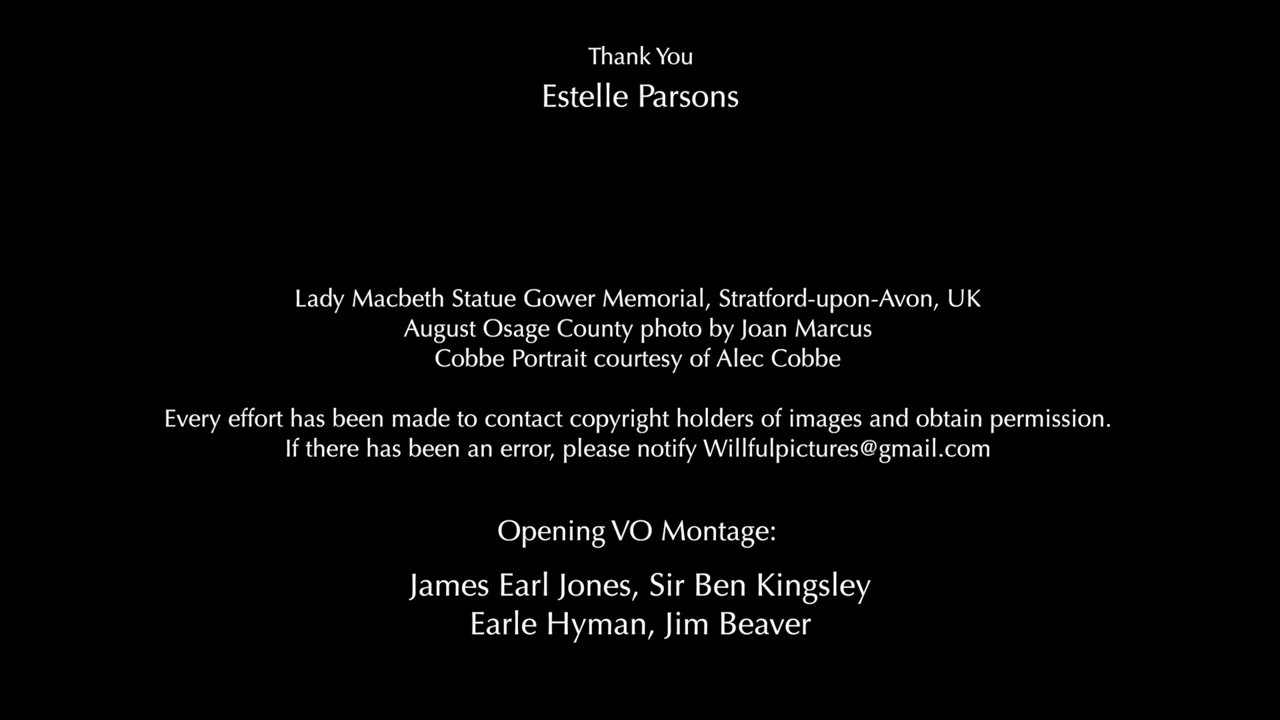 Thank You
Estelle Parsons
Lady Macbeth Statue Gower Memorial, Stratford-upon-Avon, UK
August Osage County photo by Joan Marcus
Cobbe Portrait courtesy of Alec Cobbe
Every effort has been made to contact copyright holders of images and obtain permission.
If there has been an error, please notify Willfulpictures@gmail.com
Opening VO Montage:
James Earl Jones, Sir Ben Kingsley
Earle Hyman, Jim Beaver